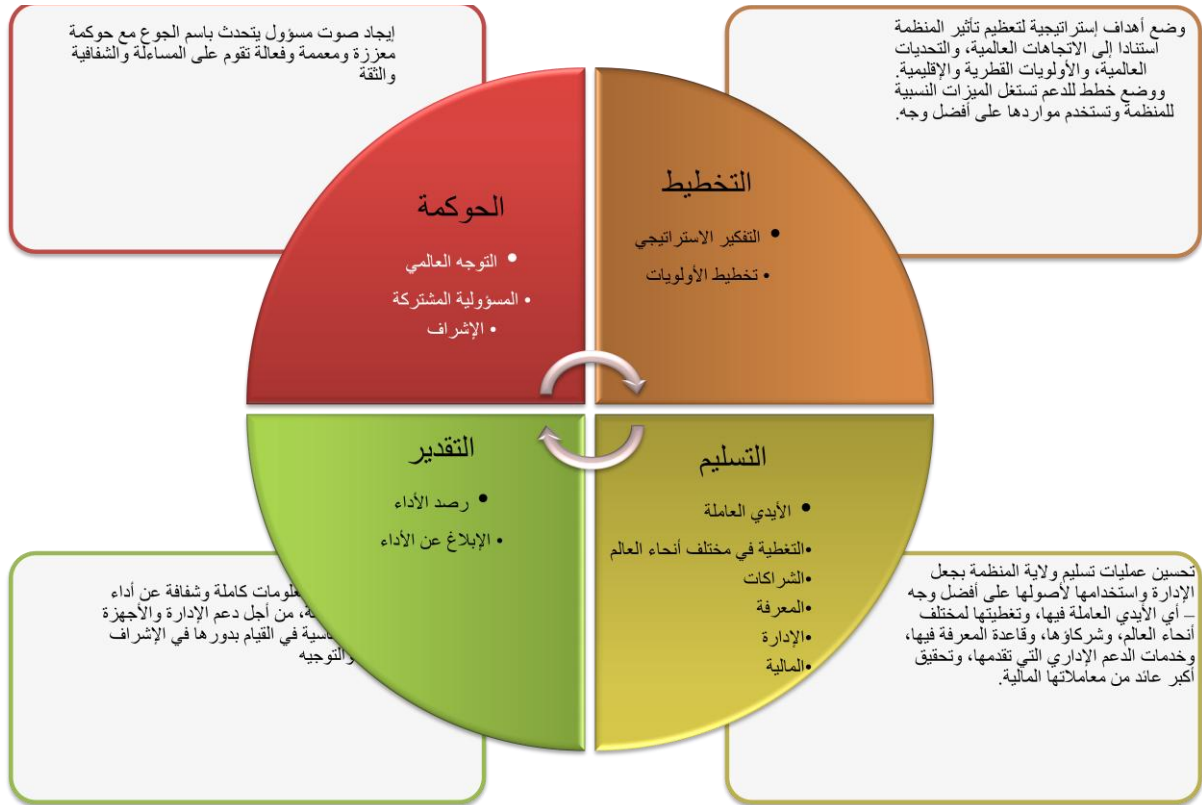 وضع أهداف إستراتيجية لتعظيم تأثير المنظمة
استنادا إلى الاتجاهات العالمية، والتحديات
العالمية، والأولويات القطرية والإقليمية.
ووضع خطط للدعم تستغل الميزات النسبية
للمنظمة وتستخدم مواردها على أفضل وجه.
إيجاد صوت مسؤول يتحدث باسم الجوع مع حوكمة
معززة ومعممة وفعالة تقوم على المساءلة والشفافية
والثقة
التخطيط
• التفكير الاستراتيجي
• تخطيط الأولويات
الحوكمة
• التوجه العالمي
• المسؤولية المشتركة
• الإشراف
التسليم
• الأيدي العاملة
•التغطية في مختلف أنحاء العالم
•الشراكات
•المعرفة
•الإدارة
•المالية
التقدير
• رصد الأداء
• الإبلاغ عن الأداء
تحسين عمليات تسليم ولاية المنظمة بجعل
الإدارة واستخدامها لأصولها على أفضل وجه
– أي الأيدي العاملة فيها، وتغطيتها لمختلف
أنحاء العالم، وشركاؤها، وقاعدة المعرفة فيها،
وخدمات الدعم الإداري التي تقدمها، وتحقيق
أكبر عائد من معاملاتها المالية.
كاملة وشفافة عن أداء
من أجل دعم الإدارة والأجهزة
في القيام بدورها في الإشراف
والتوجيه